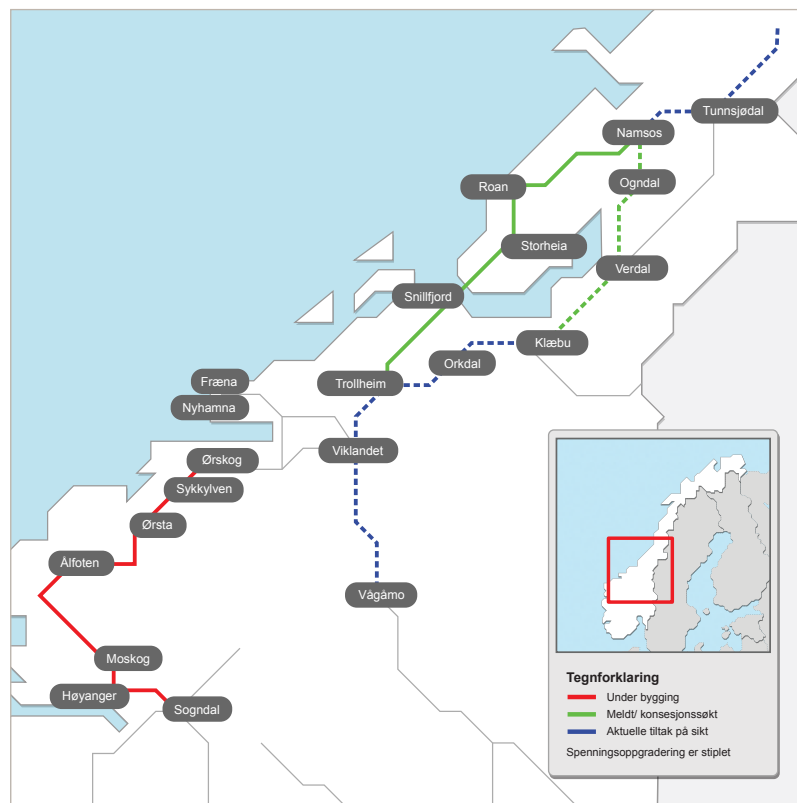 Tunnsjødal
Namsos
Ogndal
Roan
Storheia
Verdal
Snillfjord
Klæbu
Orkdal
Trollheim
Fræna
Nyhamna
Viklandet
Ørskog
Sykkylven
Ørsta
Ålfoten
Vågåmo
Moskog
Høyanger
Sogndal
Tegnforklaring
Under bygging
Meldt/ konsesjonssøkt
Aktuelle tiltak på sikt
Spenningsoppgradering er stiplet